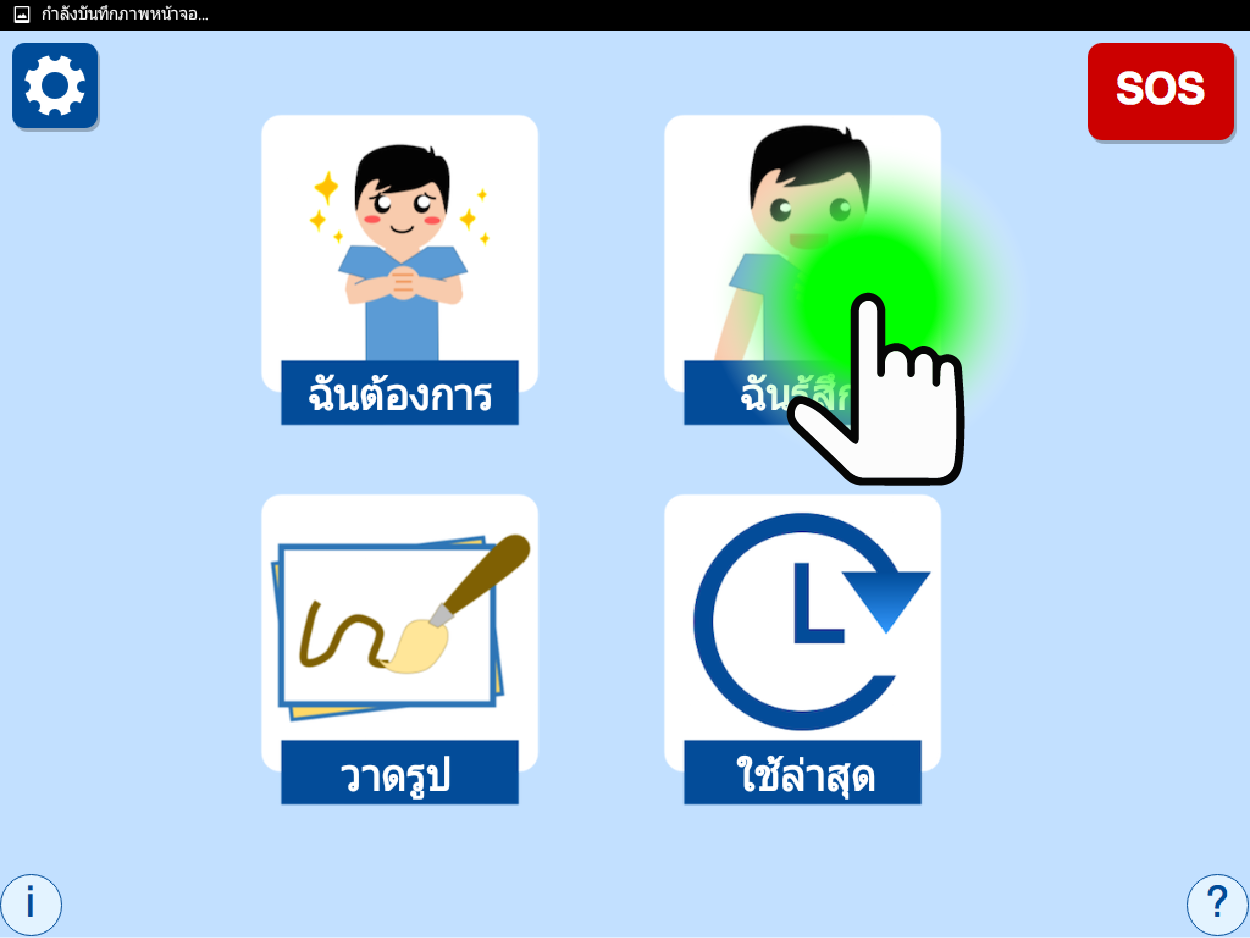 กำลังบันทึกภาพหน้าจอ...
SOS
ฉันต้องการ
วาดรูป
ใช้ล่าสุด
L
i
?